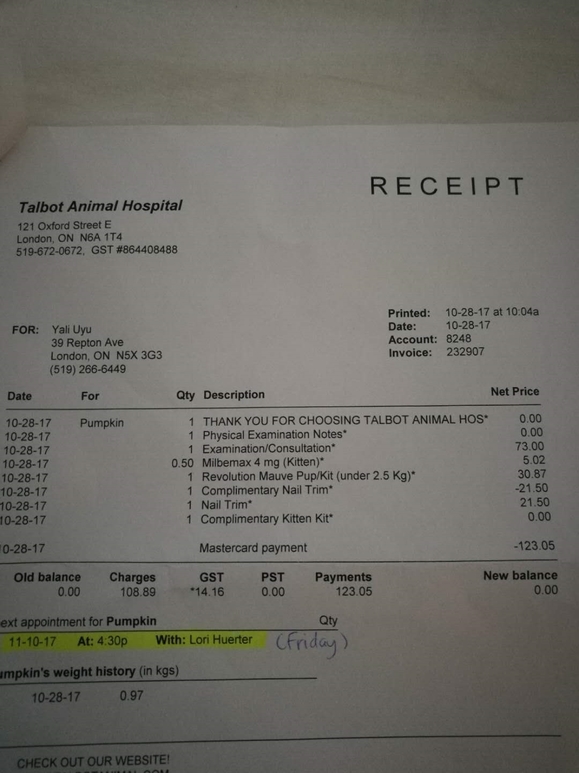 RECEIPT
Talbot Animal Hospital
121 Oxford Street E
London, ON N6A 1T4
519-672-0672, GST #864408488
FOR: Yali Uyu
39 Repton Ave
London, ON N5X 3G3
(519) 266-6449
Printed: 10-28-17 at 10:04a
Date: 10-28-17
Account: 8248
Invoice: 232907
Date For Qty Description Net Price
10-28-17 Pumpkin 1 THANK YOU FOR CHOOSING TALBOT ANIMAL HOS* 0.00
10-28-17 1 Physical Examination Notes* 0.00
10-28-17 1 Examination/Consultation* 73.00
10-28-17 0.50 Milbemax 4 mg (Kitten)* 5.02
10-28-17 1 Revolution Mauve Pup/Kit (under 2.5 Kg)* 30.87
10-28-17 1 Complimentary Nail Trim* -21.50
10-28-17 1 Nail Trim* 21.50
10-28-17 1 Complimentary Kitten Kit* 0.00
0-28-17 Mastercard payment -123.05
Old balance Charges GST PST Payments New balance
0.00 108.89 *14.16 0.00 123.05 0.00
ext appointment for Pumpkin Qty
11-10-17 At: 4:30p With: Lori Huerter (Friday)
umpkin's weight history (in kgs)
10-28-17 0.97
CHECK OUT OUR WEBSITE!